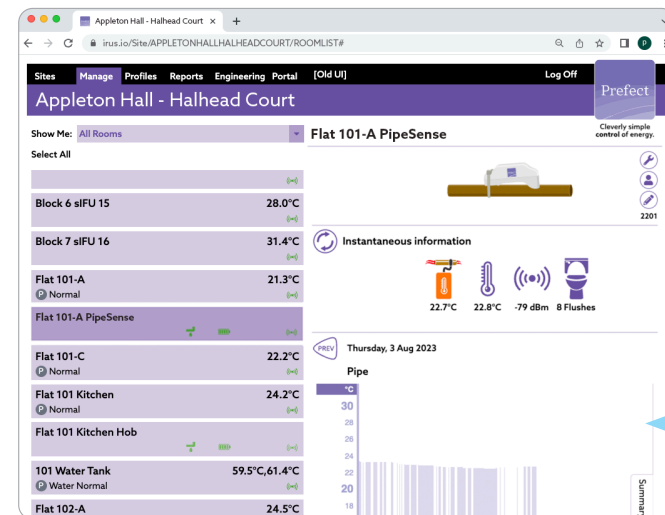 Appleton Hall - Halhead Court
irus.io/Site/APPLETONHALLHALHEADCOURT/ROOMLIST#
P
Sites Manage Profiles Reports Engineering Portal [Old UI] Log Off
Appleton Hall - Halhead Court
Prefect
Cleverly simple
control of energy.
Show Me: All Rooms
Select All
Block 6 sIFU 15 28.0°C
Block 7 sIFU 16 31.4°C
Flat 101-A 21.3°C
P Normal
Flat 101-A PipeSense
Flat 101-C 22.2°C
P Normal
Flat 101 Kitchen 24.2°C
P Normal
Flat 101 Kitchen Hob
101 Water Tank 59.5°C,61.4°C
P Water Normal
Flat 102-A 24.5°C
Flat 101-A PipeSense
2201
Instantaneous information
22.7°C 22.8°C -79 dBm 8 Flushes
PREV Thursday, 3 Aug 2023
Pipe
°C
30
28
26
24
22
20
18
Summar